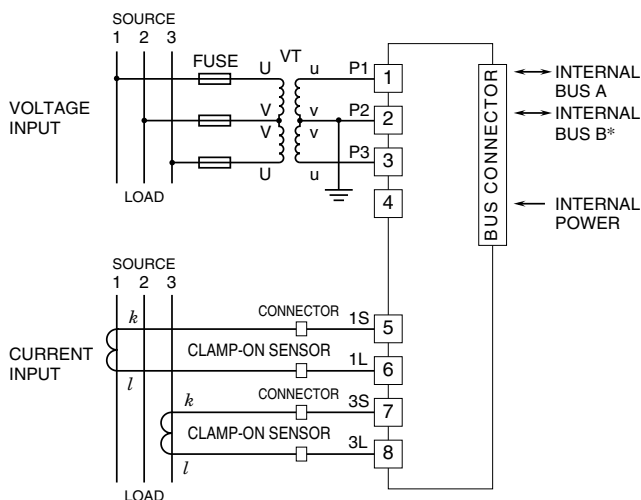 SOURCE
1 2 3
FUSE
VT
U u P1 1
V v P2 2
V v
U u P3 3
4
VOLTAGE
INPUT
LOAD
BUS CONNECTOR
INTERNAL
BUS A
INTERNAL
BUS B*
INTERNAL
POWER
SOURCE
1 2 3
CURRENT
INPUT
k CONNECTOR 1S 5
CLAMP-ON SENSOR
l 1L 6
k CONNECTOR 3S 7
CLAMP-ON SENSOR
l 3L 8
LOAD